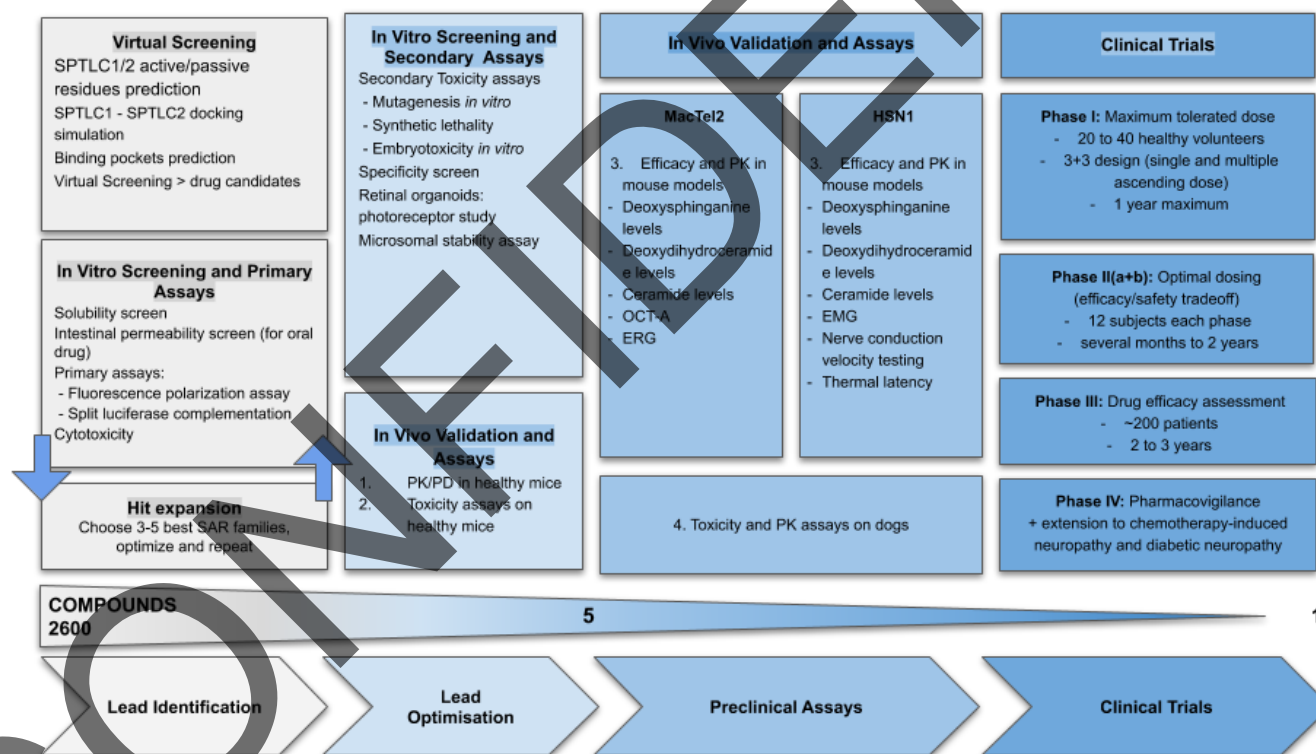 Virtual Screening
SPTLC1/2 active/passive
residues prediction
SPTLC1 - SPTLC2 docking
simulation
Binding pockets prediction
Virtual Screening > drug candidates
In Vitro Screening and Primary
Assays
Solubility screen
Intestinal permeability screen (for oral
drug)
Primary assays:
- Fluorescence polarization assay
- Split luciferase complementation
Cytotoxicity
Hit expansion
Choose 3-5 best SAR families,
optimize and repeat
In Vitro Screening and
Secondary Assays
Secondary Toxicity assays
- Mutagenesis in vitro
- Synthetic lethality
- Embryotoxicity in vitro
Specificity screen
Retinal organoids:
photoreceptor study
Microsomal stability assay
In Vivo Validation and
Assays
1. PK/PD in healthy mice
2. Toxicity assays on
healthy mice
In Vivo Validation and Assays
MacTel2
3. Efficacy and PK in
mouse models
- Deoxysphinganine
levels
- Deoxydihydroceramid
e levels
- Ceramide levels
- OCT-A
- ERG
HSN1
3. Efficacy and PK in
mouse models
- Deoxysphinganine
levels
- Deoxydihydroceramid
e levels
- Ceramide levels
- EMG
- Nerve conduction
velocity testing
- Thermal latency
4. Toxicity and PK assays on dogs
Clinical Trials
Phase I: Maximum tolerated dose
- 20 to 40 healthy volunteers
- 3+3 design (single and multiple
ascending dose)
- 1 year maximum
Phase II(a+b): Optimal dosing
(efficacy/safety tradeoff)
- 12 subjects each phase
- several months to 2 years
Phase III: Drug efficacy assessment
- ~200 patients
- 2 to 3 years
Phase IV: Pharmacovigilance
+ extension to chemotherapy-induced
neuropathy and diabetic neuropathy
COMPOUNDS
2600
5
1
Lead Identification
Lead
Optimisation
Preclinical Assays
Clinical Trials
ONFIDE